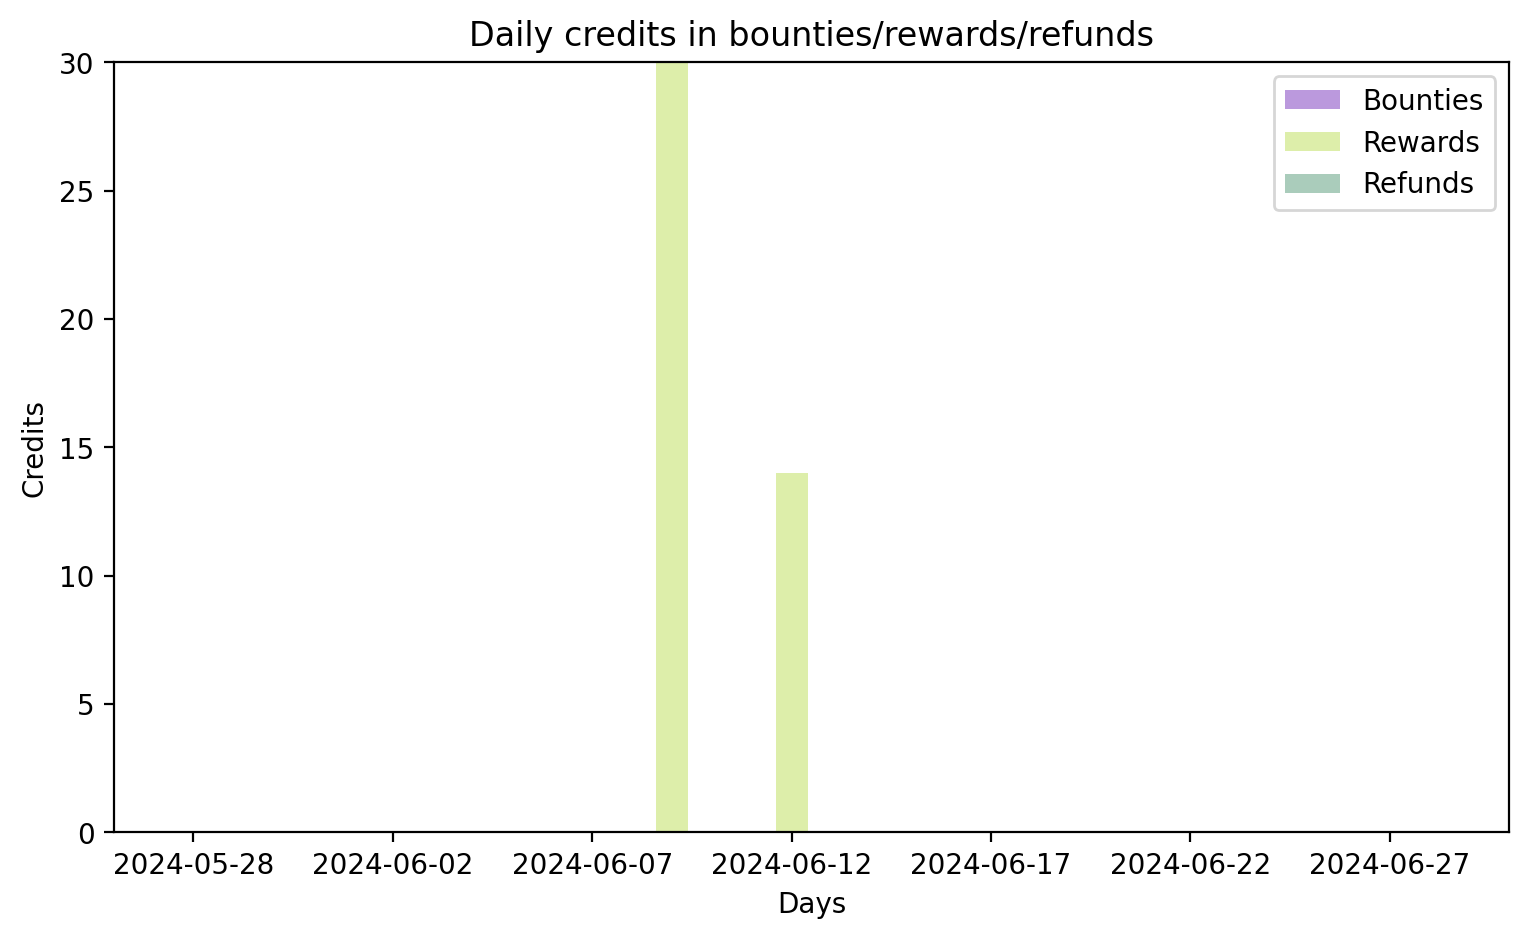 Daily credits in bounties/rewards/refunds
30
25
20
15
10
5
0
Credits
Bounties
Rewards
Refunds
2024-05-28 2024-06-02 2024-06-07 2024-06-12 2024-06-17 2024-06-22 2024-06-27
Days